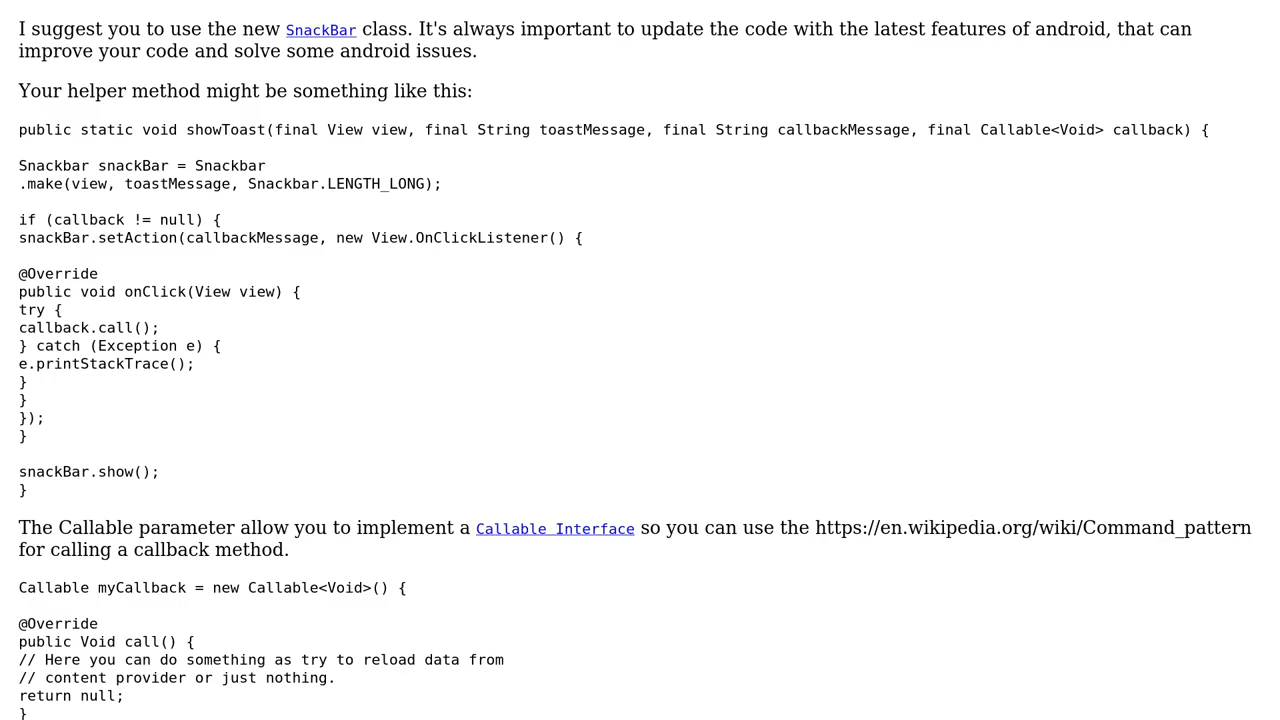 I suggest you to use the new SnackBar class. It's always important to update the code with the latest features of android, that can
improve your code and solve some android issues.
Your helper method might be something like this:
public static void showToast(final View view, final String toastMessage, final String callbackMessage, final Callable<Void> callback) {
Snackbar snackBar = Snackbar
.make(view, toastMessage, Snackbar.LENGTH_LONG);
if (callback != null) {
snackBar.setAction(callbackMessage, new View.OnClickListener() {
@Override
public void onClick(View view) {
try {
callback.call();
} catch (Exception e) {
e.printStackTrace();
}
}
});
}
snackBar.show();
}
The Callable parameter allow you to implement a Callable Interface so you can use the https://en.wikipedia.org/wiki/Command_pattern
for calling a callback method.
Callable myCallback = new Callable<Void>() {
@Override
public Void call() {
// Here you can do something as try to reload data from
// content provider or just nothing.
return null;
}